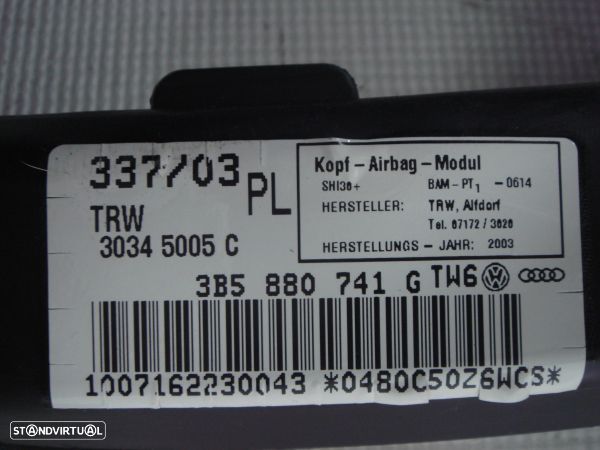 337/03 PL
TRW
3034 5005 C
Kopf-Airbag-Modul
SHI36+ BAM-PT1 -0614
HERSTELLER: TRW, Alfdorf
Tel. 07172 / 3020
HERSTELLUNGS - JAHR: 2003
3B5 880 741 G TW6
1007162230043 *0480C50Z6WCS*
STANDVIRTUAL